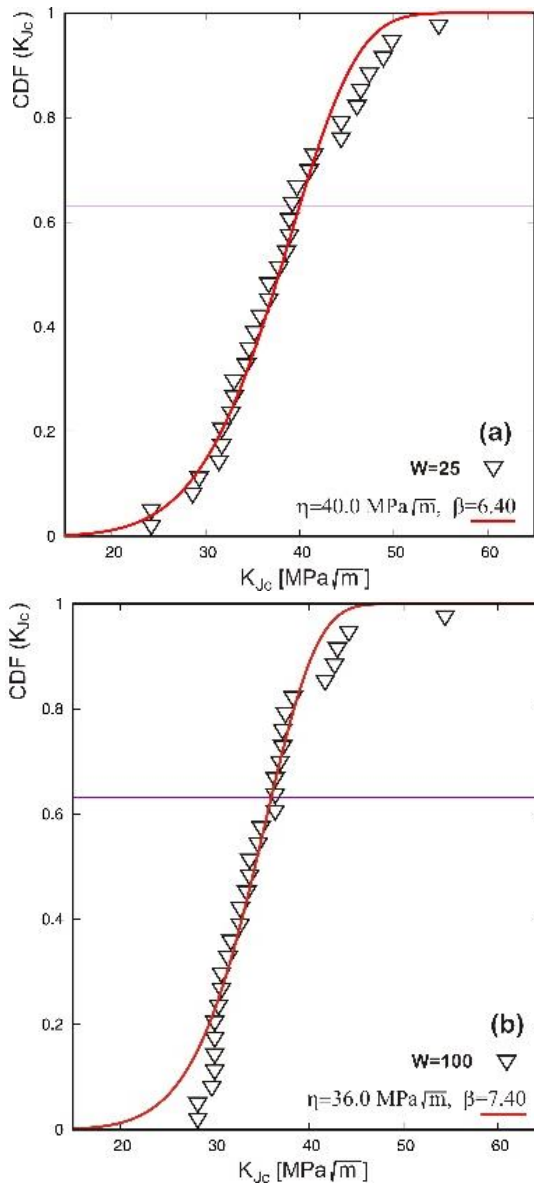 CDF (K_Jc)
1
0.8
0.6
0.4
0.2
0
(a)
W=25
η=40.0 MPa√m, β=6.40
20 30 40 50 60
K_Jc [MPa√m]
CDF (K_Jc)
1
0.8
0.6
0.4
0.2
0
(b)
W=100
η=36.0 MPa√m, β=7.40
20 30 40 50 60
K_Jc [MPa√m]